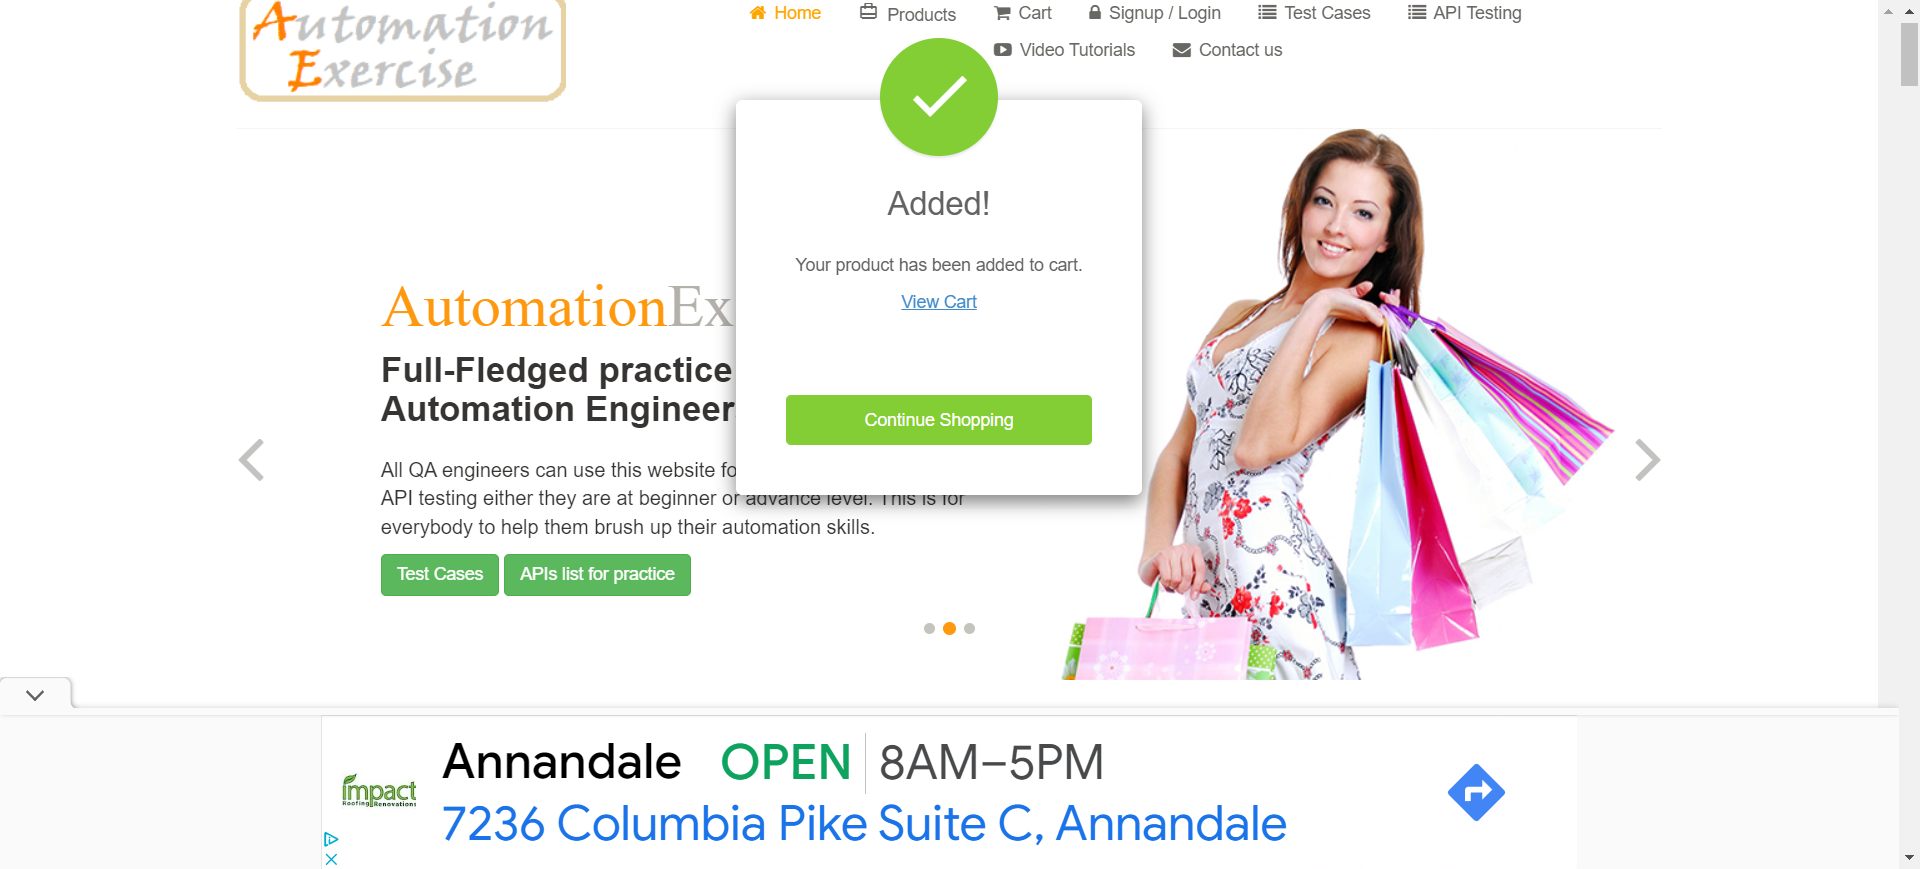 Automation
Exercise
Home
Products
Cart
Signup / Login
Test Cases
API Testing
Video Tutorials
Contact us
Added!
Your product has been added to cart.
View Cart
Continue Shopping
AutomationEx
Full-Fledged practice
Automation Engineer
All QA engineers can use this website fo
API testing either they are at beginner or advance level. This is for
everybody to help them brush up their automation skills.
Test Cases
APIs list for practice
impact
Roofing Renovations
Annandale OPEN 8AM–5PM
7236 Columbia Pike Suite C, Annandale